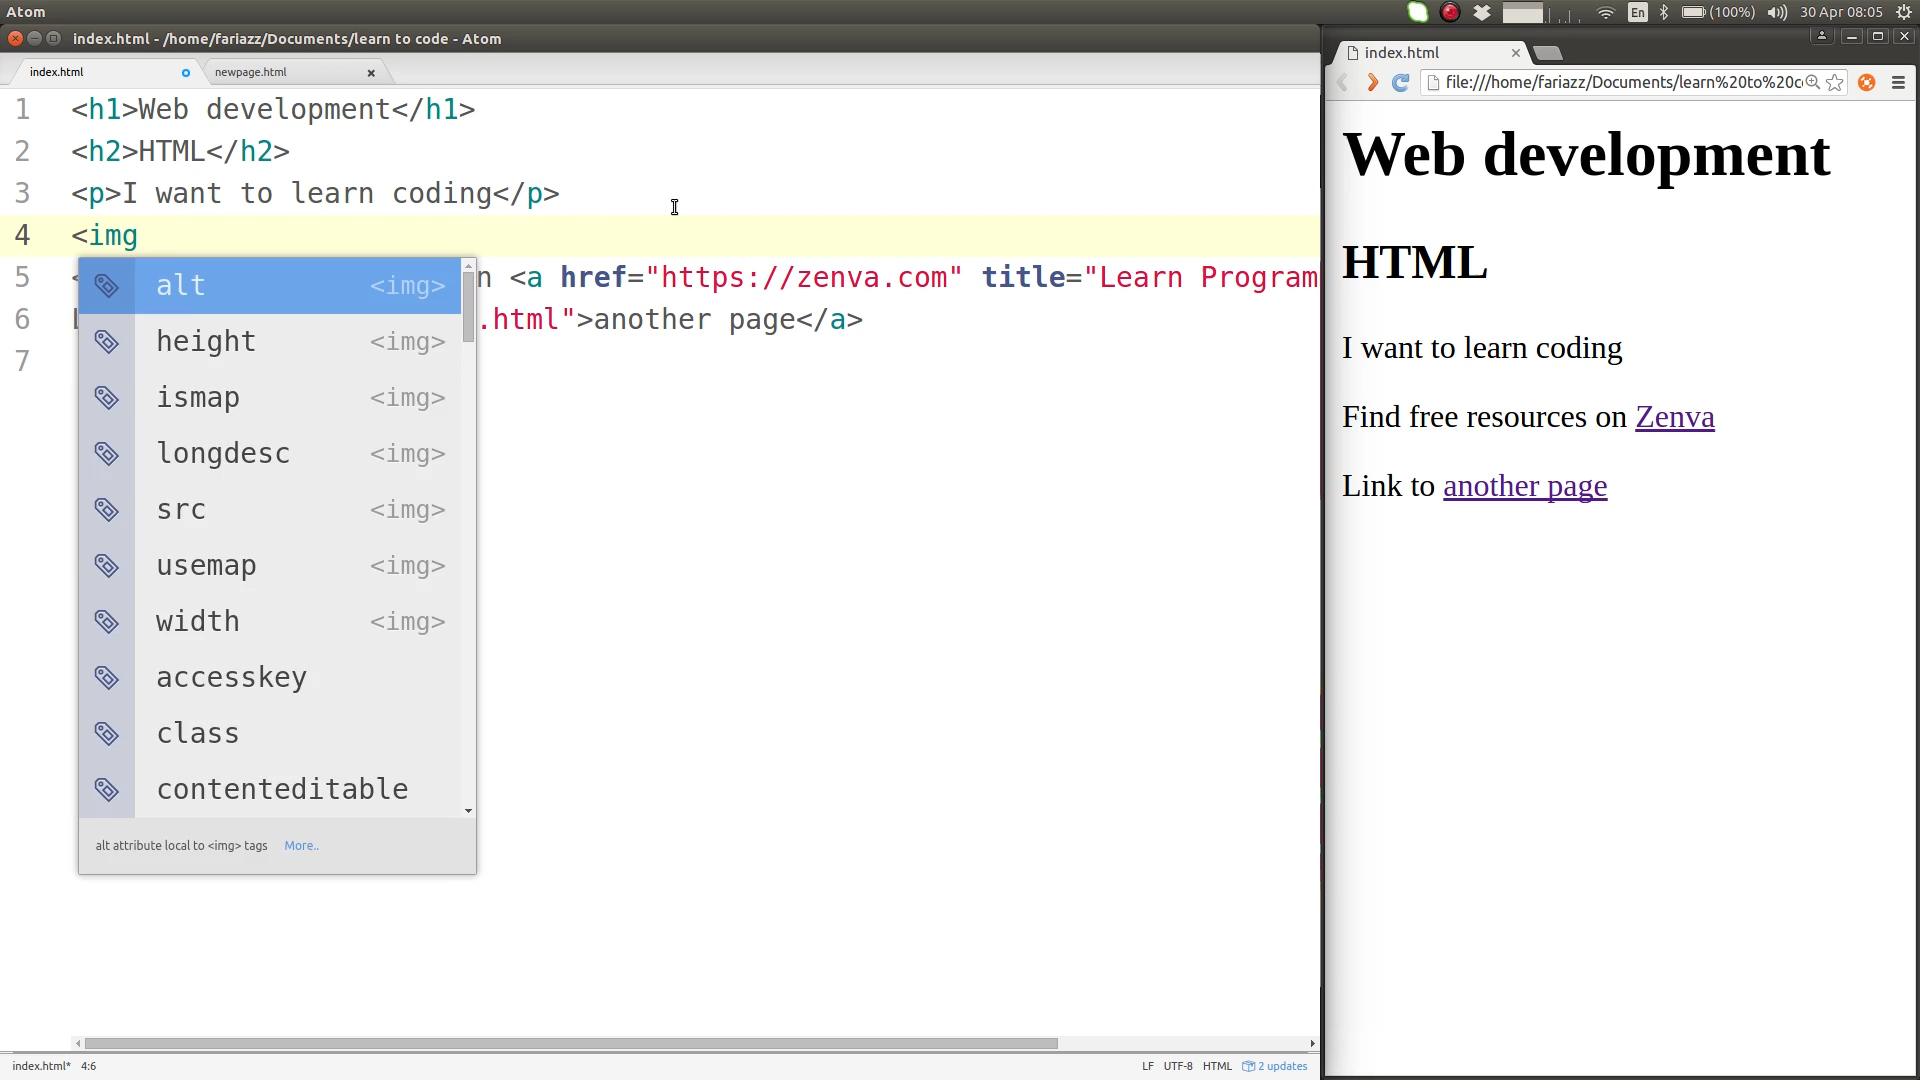 Atom
En
(100%)
30 Apr 08:05
index.html - /home/fariazz/Documents/learn to code - Atom
index.html
newpage.html
1 <h1>Web development</h1>
2 <h2>HTML</h2>
3 <p>I want to learn coding</p>
4 <img
5 n <a href="https://zenva.com" title="Learn Program
6 .html">another page</a>
7
alt <img>
height <img>
ismap <img>
longdesc <img>
src <img>
usemap <img>
width <img>
accesskey
class
contenteditable
alt attribute local to <img> tags More..
index.html* 4:6
LF UTF-8 HTML 2 updates
index.html
file:///home/fariazz/Documents/learn%20to%20c
Web development
HTML
I want to learn coding
Find free resources on Zenva
Link to another page